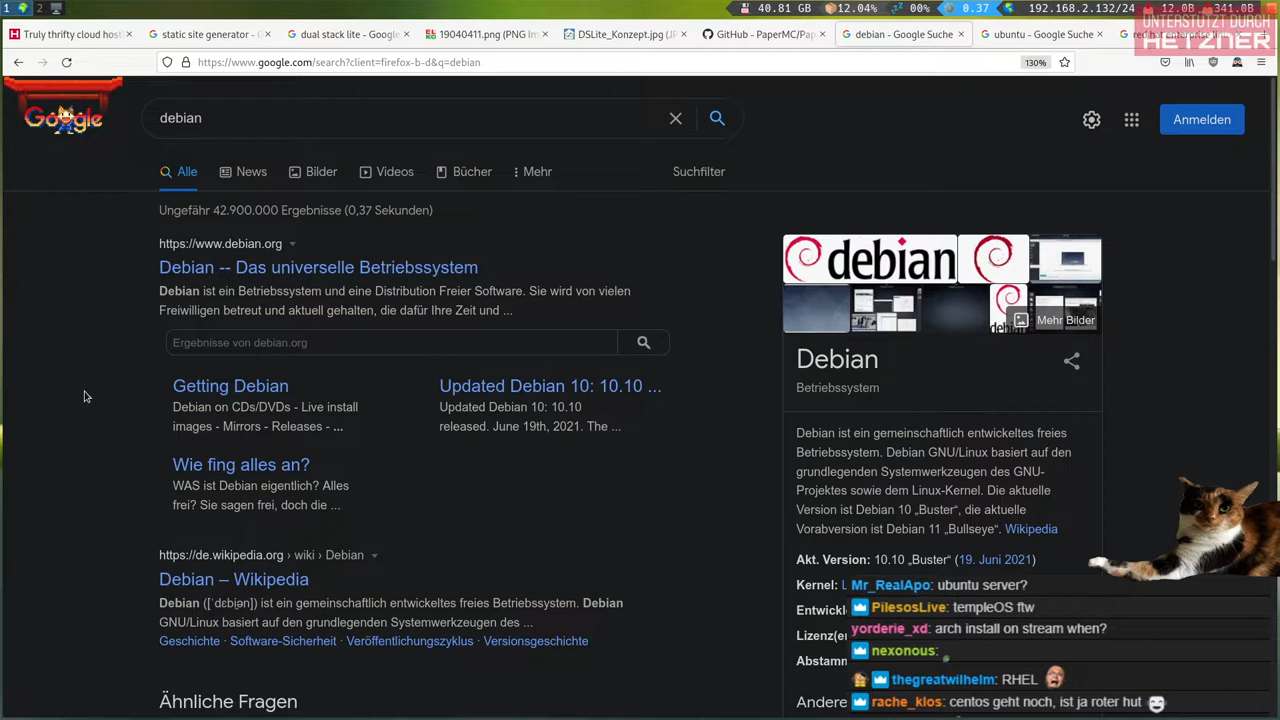 1
2
40.81 GB
12.04%
00%
0.37
192.168.2.132/24
12.0B
341.0B
UNTERSTÜTZT DURCH
HETZNER
Truly thrifty cloud host
static site generator - G
dual stack lite - Google
19040411.png (PNG Im
DSLite_Konzept.jpg (
GitHub - PaperMC/Pap
debian - Google Suche
ubuntu - Google Suche
https://www.google.com/search?client=firefox-b-d&q=debian
130%
Google
debian
Anmelden
Alle
News
Bilder
Videos
Bücher
Mehr
Suchfilter
Ungefähr 42.900.000 Ergebnisse (0,37 Sekunden)
https://www.debian.org
Debian -- Das universelle Betriebssystem
Debian ist ein Betriebssystem und eine Distribution Freier Software. Sie wird von vielen
Freiwilligen betreut und aktuell gehalten, die dafür Ihre Zeit und ...
Ergebnisse von debian.org
Getting Debian
Debian on CDs/DVDs - Live install
images - Mirrors - Releases - ...
Updated Debian 10: 10.10 ...
Updated Debian 10: 10.10
released. June 19th, 2021. The ...
Wie fing alles an?
WAS ist Debian eigentlich? Alles
frei? Sie sagen frei, doch die ...
https://de.wikipedia.org › wiki › Debian
Debian – Wikipedia
Debian ([ˈdɛbi̯ən]) ist ein gemeinschaftlich entwickeltes freies Betriebssystem. Debian
GNU/Linux basiert auf den grundlegenden Systemwerkzeugen des ...
Geschichte · Software-Sicherheit · Veröffentlichungszyklus · Versionsgeschichte
Ähnliche Fragen
debian
debian
Mehr Bilder
Debian
Betriebssystem
Debian ist ein gemeinschaftlich entwickeltes freies
Betriebssystem. Debian GNU/Linux basiert auf den
grundlegenden Systemwerkzeugen des GNU-
Projektes sowie dem Linux-Kernel. Die aktuelle
Version ist Debian 10 „Buster“, die aktuelle
Vorabversion ist Debian 11 „Bullseye“. Wikipedia
Akt. Version: 10.10 „Buster“ (19. Juni 2021)
Kernel: L
Entwickl
Lizenz(en
Abstamm
Andere
Mr_RealApo: ubuntu server?
PilesosLive: templeOS ftw
yorderie_xd: arch install on stream when?
nexonous:
thegreatwilhelm: RHEL
rache_klos: centos geht noch, ist ja roter hut